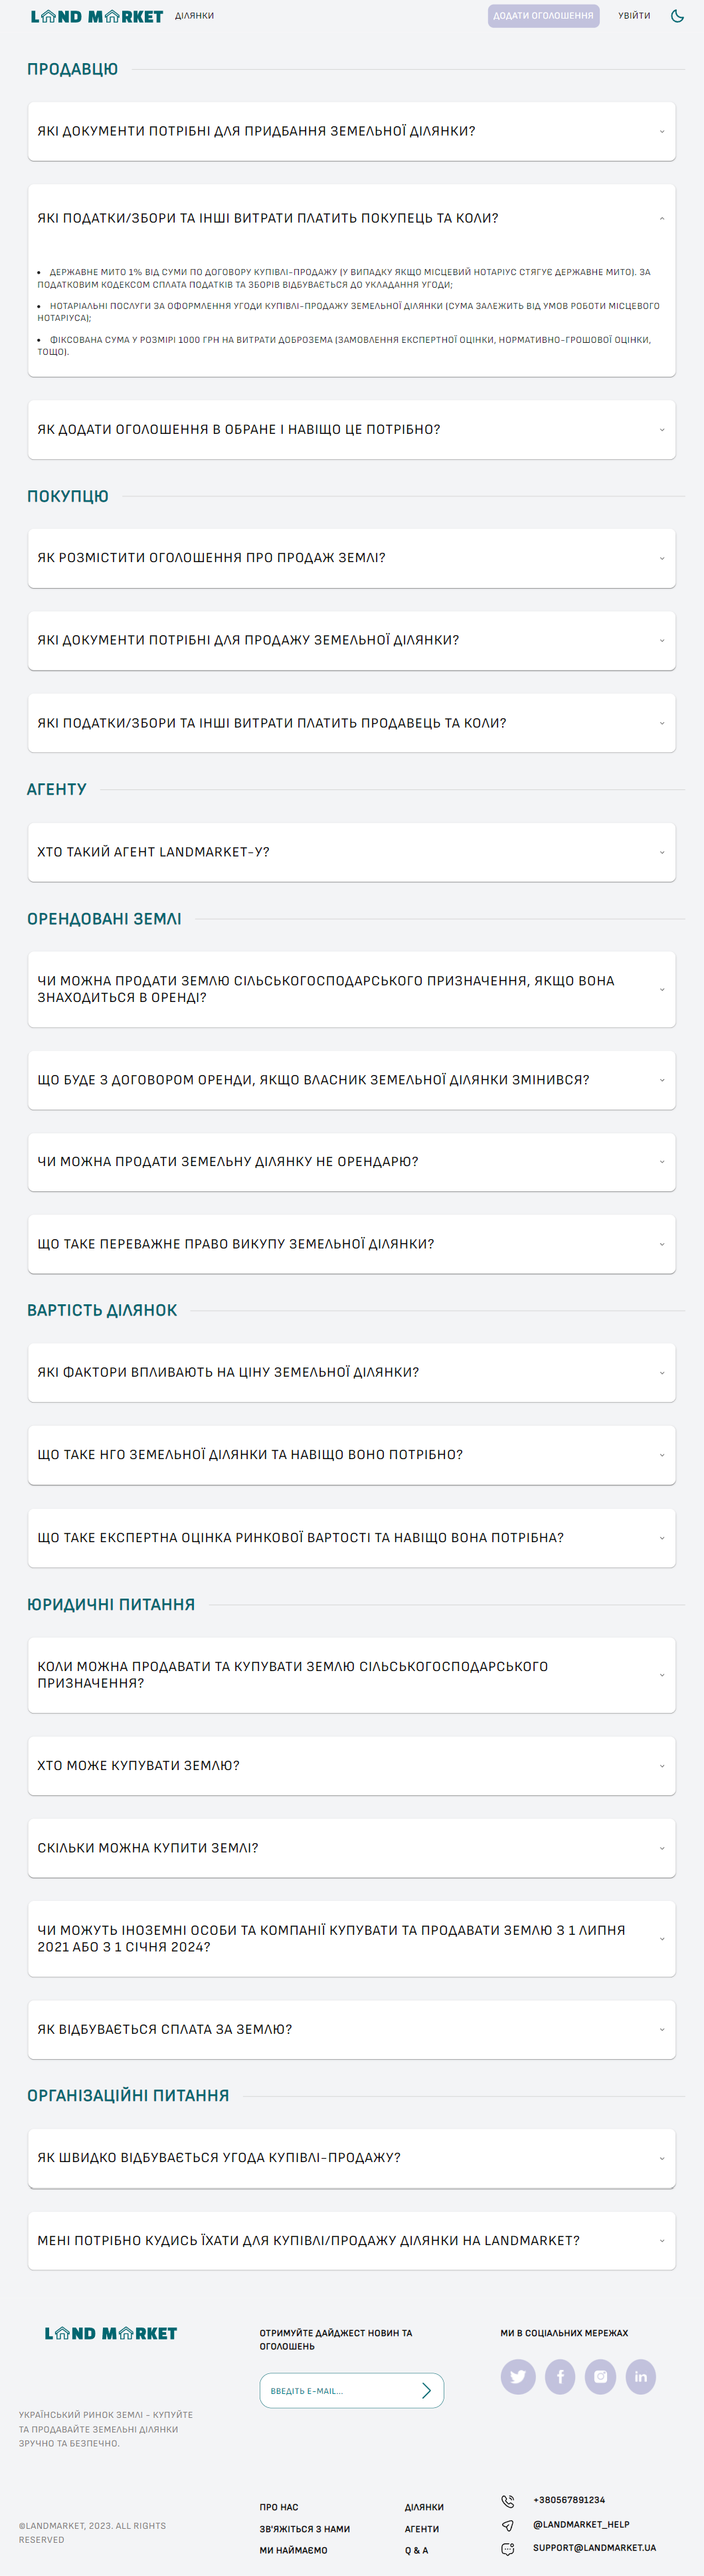 LAND MARKET
ДІЛЯНКИ
ДОДАТИ ОГОЛОШЕННЯ
УВІЙТИ
ПРОДАВЦЮ
ЯКІ ДОКУМЕНТИ ПОТРІБНІ ДЛЯ ПРИДБАННЯ ЗЕМЕЛЬНОЇ ДІЛЯНКИ?
ЯКІ ПОДАТКИ/ЗБОРИ ТА ІНШІ ВИТРАТИ ПЛАТИТЬ ПОКУПЕЦЬ ТА КОЛИ?
• ДЕРЖАВНЕ МИТО 1% ВІД СУМИ ПО ДОГОВОРУ КУПІВЛІ-ПРОДАЖУ (У ВИПАДКУ ЯКЩО МІСЦЕВИЙ НОТАРІУС СТЯГУЄ ДЕРЖАВНЕ МИТО). ЗА
ПОДАТКОВИМ КОДЕКСОМ СПЛАТА ПОДАТКІВ ТА ЗБОРІВ ВІДБУВАЄТЬСЯ ДО УКЛАДАННЯ УГОДИ;
• НОТАРІАЛЬНІ ПОСЛУГИ ЗА ОФОРМЛЕННЯ УГОДИ КУПІВЛІ-ПРОДАЖУ ЗЕМЕЛЬНОЇ ДІЛЯНКИ (СУМА ЗАЛЕЖИТЬ ВІД УМОВ РОБОТИ МІСЦЕВОГО
НОТАРІУСА);
• ФІКСОВАНА СУМА У РОЗМІРІ 1000 ГРН НА ВИТРАТИ ДОБРОЗЕМА (ЗАМОВЛЕННЯ ЕКСПЕРТНОЇ ОЦІНКИ, НОРМАТИВНО-ГРОШОВОЇ ОЦІНКИ,
ТОЩО).
ЯК ДОДАТИ ОГОЛОШЕННЯ В ОБРАНЕ І НАВІЩО ЦЕ ПОТРІБНО?
ПОКУПЦЮ
ЯК РОЗМІСТИТИ ОГОЛОШЕННЯ ПРО ПРОДАЖ ЗЕМЛІ?
ЯКІ ДОКУМЕНТИ ПОТРІБНІ ДЛЯ ПРОДАЖУ ЗЕМЕЛЬНОЇ ДІЛЯНКИ?
ЯКІ ПОДАТКИ/ЗБОРИ ТА ІНШІ ВИТРАТИ ПЛАТИТЬ ПРОДАВЕЦЬ ТА КОЛИ?
АГЕНТУ
ХТО ТАКИЙ АГЕНТ LANDMARKET-У?
ОРЕНДОВАНІ ЗЕМЛІ
ЧИ МОЖНА ПРОДАТИ ЗЕМЛЮ СІЛЬСЬКОГОСПОДАРСЬКОГО ПРИЗНАЧЕННЯ, ЯКЩО ВОНА
ЗНАХОДИТЬСЯ В ОРЕНДІ?
ЩО БУДЕ З ДОГОВОРОМ ОРЕНДИ, ЯКЩО ВЛАСНИК ЗЕМЕЛЬНОЇ ДІЛЯНКИ ЗМІНИВСЯ?
ЧИ МОЖНА ПРОДАТИ ЗЕМЕЛЬНУ ДІЛЯНКУ НЕ ОРЕНДАРЮ?
ЩО ТАКЕ ПЕРЕВАЖНЕ ПРАВО ВИКУПУ ЗЕМЕЛЬНОЇ ДІЛЯНКИ?
ВАРТІСТЬ ДІЛЯНОК
ЯКІ ФАКТОРИ ВПЛИВАЮТЬ НА ЦІНУ ЗЕМЕЛЬНОЇ ДІЛЯНКИ?
ЩО ТАКЕ НГО ЗЕМЕЛЬНОЇ ДІЛЯНКИ ТА НАВІЩО ВОНО ПОТРІБНО?
ЩО ТАКЕ ЕКСПЕРТНА ОЦІНКА РИНКОВОЇ ВАРТОСТІ ТА НАВІЩО ВОНА ПОТРІБНА?
ЮРИДИЧНІ ПИТАННЯ
КОЛИ МОЖНА ПРОДАВАТИ ТА КУПУВАТИ ЗЕМЛЮ СІЛЬСЬКОГОСПОДАРСЬКОГО
ПРИЗНАЧЕННЯ?
ХТО МОЖЕ КУПУВАТИ ЗЕМЛЮ?
СКІЛЬКИ МОЖНА КУПИТИ ЗЕМЛІ?
ЧИ МОЖУТЬ ІНОЗЕМНІ ОСОБИ ТА КОМПАНІЇ КУПУВАТИ ТА ПРОДАВАТИ ЗЕМЛЮ З 1 ЛИПНЯ
2021 АБО З 1 СІЧНЯ 2024?
ЯК ВІДБУВАЄТЬСЯ СПЛАТА ЗА ЗЕМЛЮ?
ОРГАНІЗАЦІЙНІ ПИТАННЯ
ЯК ШВИДКО ВІДБУВАЄТЬСЯ УГОДА КУПІВЛІ-ПРОДАЖУ?
МЕНІ ПОТРІБНО КУДИСЬ ЇХАТИ ДЛЯ КУПІВЛІ/ПРОДАЖУ ДІЛЯНКИ НА LANDMARKET?
LAND MARKET
УКРАЇНСЬКИЙ РИНОК ЗЕМЛІ - КУПУЙТЕ
ТА ПРОДАВАЙТЕ ЗЕМЕЛЬНІ ДІЛЯНКИ
ЗРУЧНО ТА БЕЗПЕЧНО.
©LANDMARKET, 2023. ALL RIGHTS
RESERVED
ОТРИМУЙТЕ ДАЙДЖЕСТ НОВИН ТА
ОГОЛОШЕНЬ
ВВЕДІТЬ E-MAIL...
ПРО НАС
ЗВ'ЯЖІТЬСЯ З НАМИ
МИ НАЙМАЄМО
ДІЛЯНКИ
АГЕНТИ
Q & A
МИ В СОЦІАЛЬНИХ МЕРЕЖАХ
+380567891234
@LANDMARKET_HELP
SUPPORT@LANDMARKET.UA